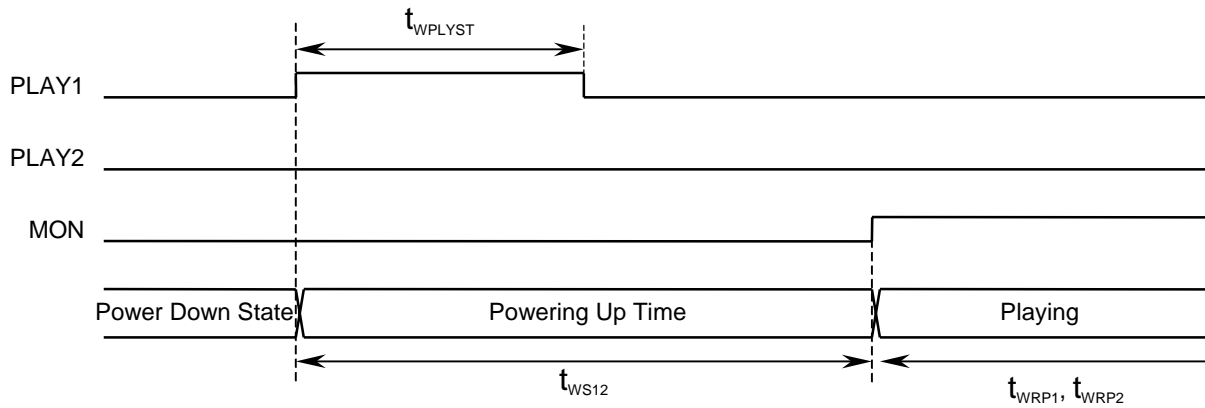 tWPLYST
PLAY1
PLAY2
MON
Power Down State
Powering Up Time
Playing
tWS12
tWRP1, tWRP2